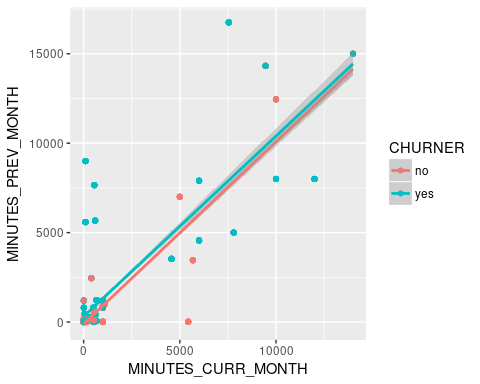 15000
10000
5000
0
MINUTES_PREV_MONTH
0
5000
10000
MINUTES_CURR_MONTH
CHURNER
no
yes